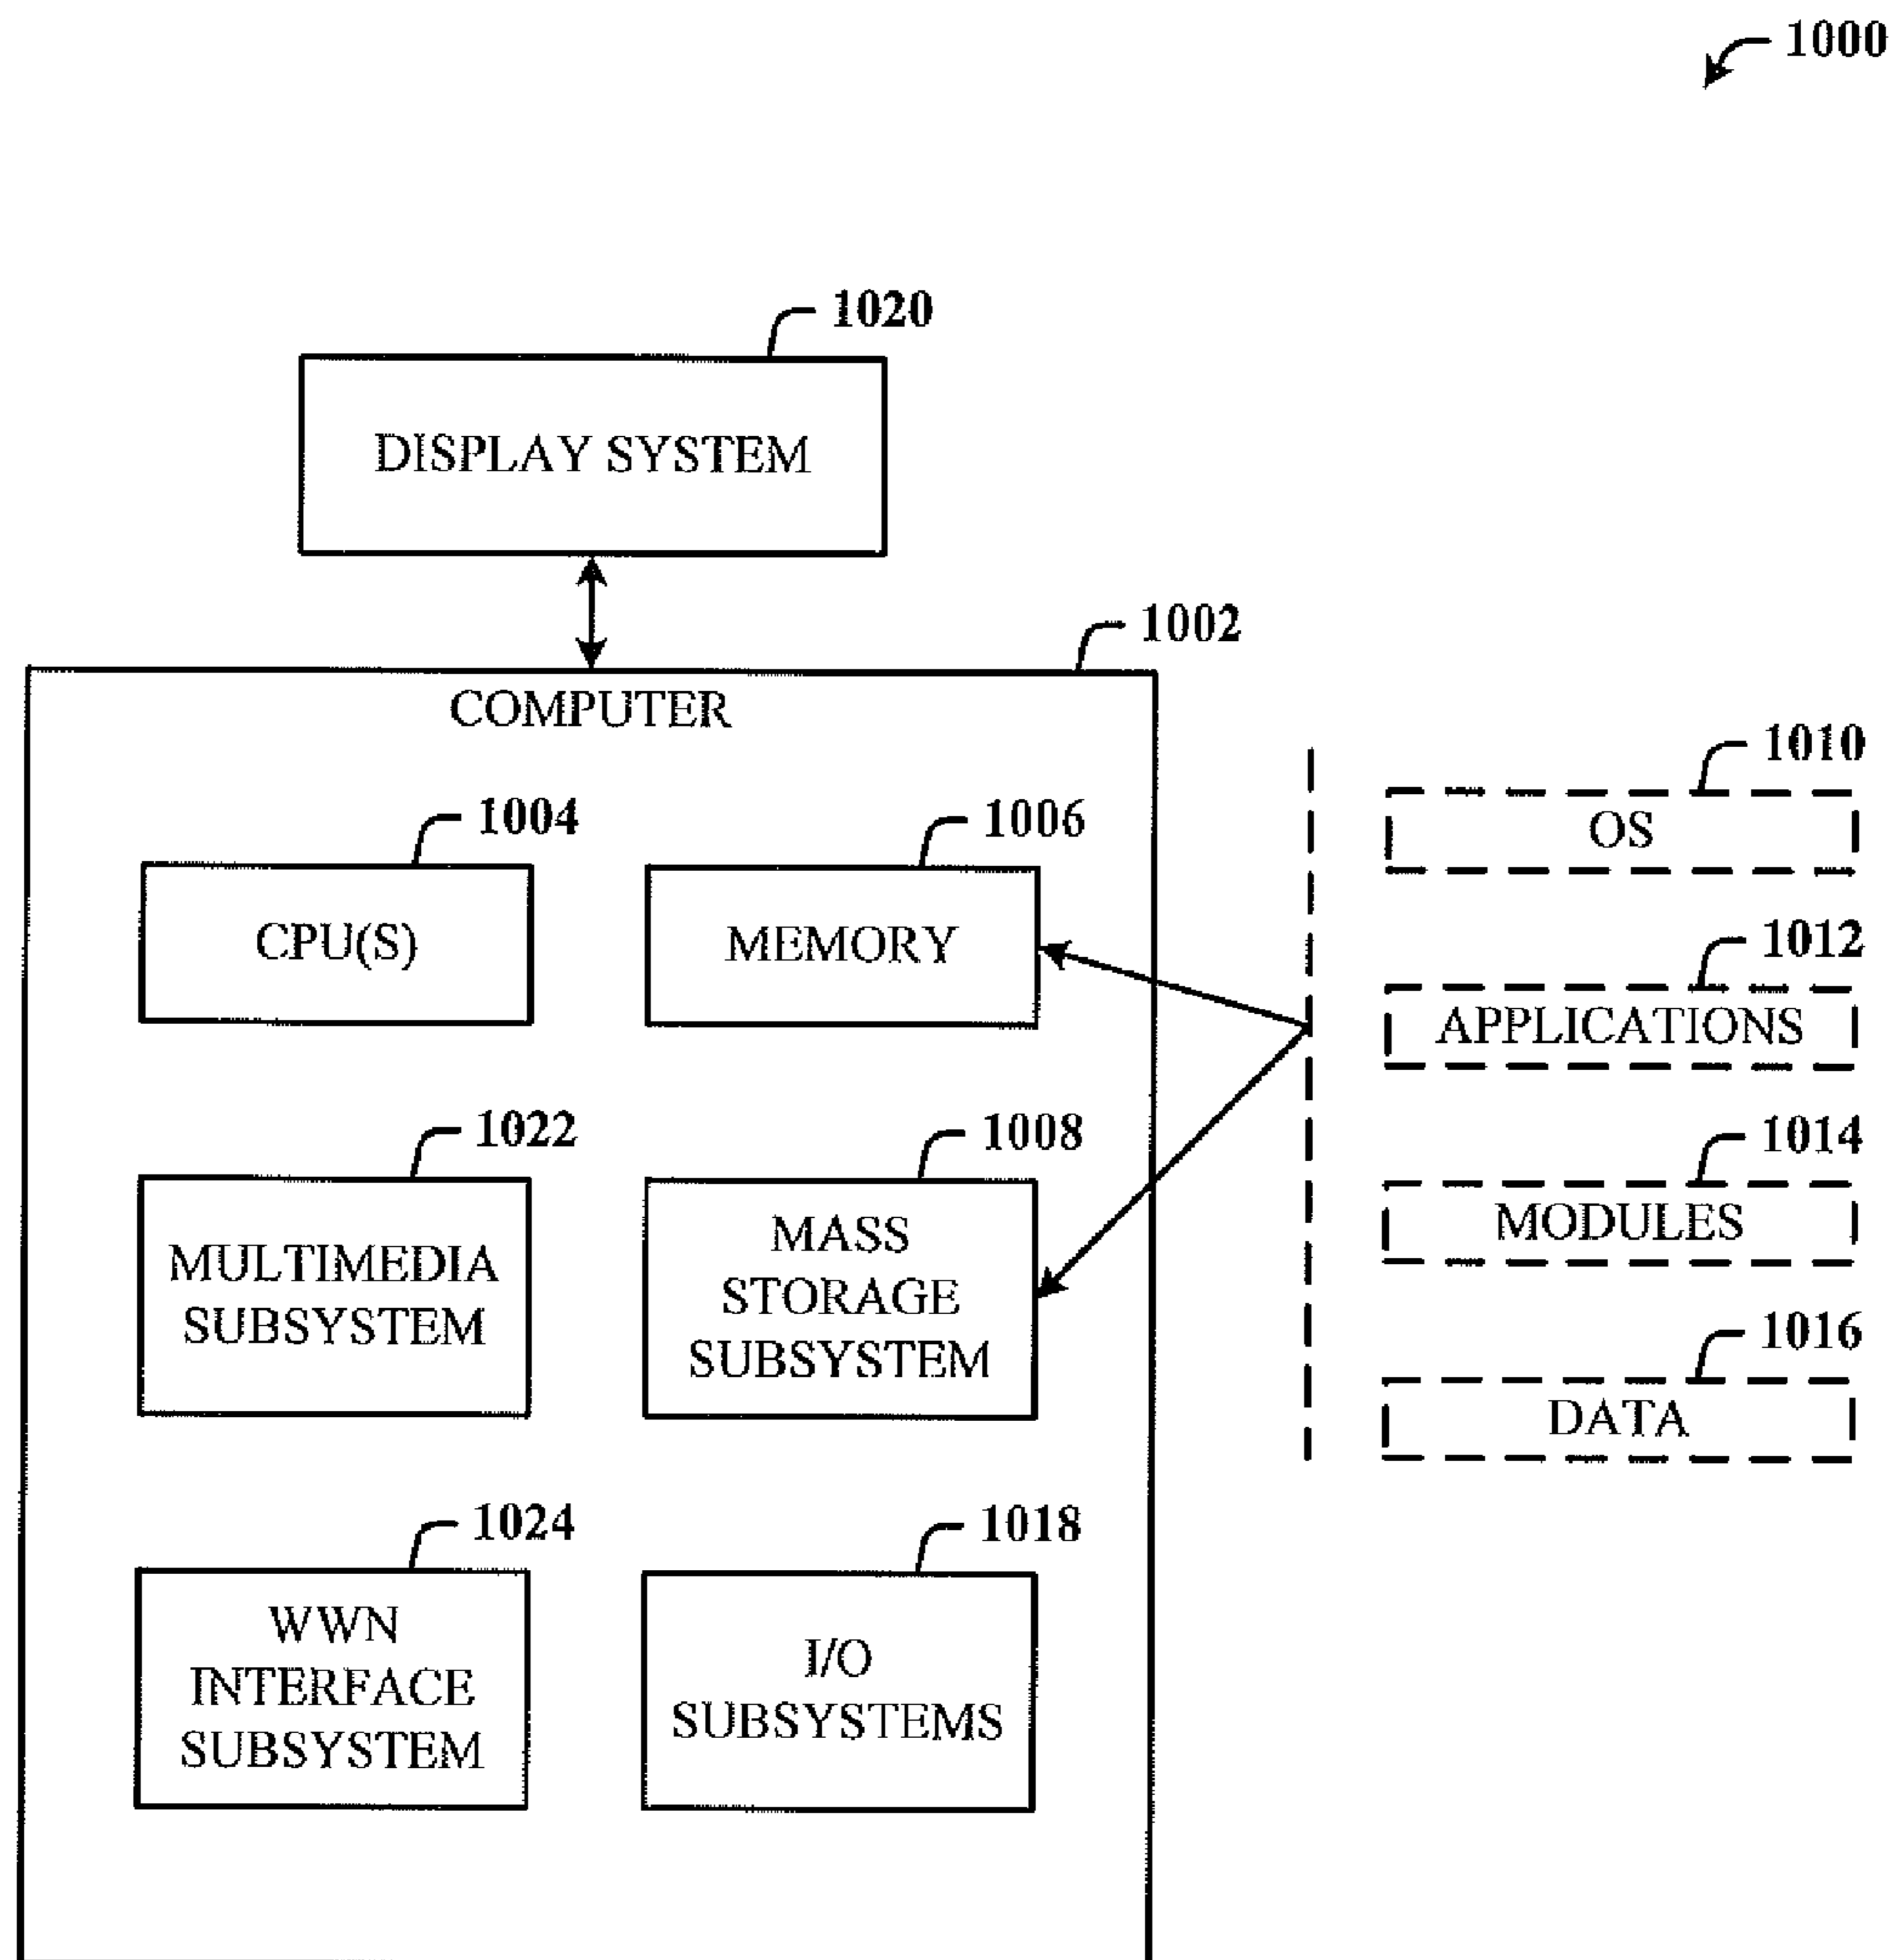 1000
1020
DISPLAY SYSTEM
1002
COMPUTER
1004
CPU(S)
1006
MEMORY
1022
MULTIMEDIA
SUBSYSTEM
1008
MASS
STORAGE
SUBSYSTEM
1024
WWN
INTERFACE
SUBSYSTEM
1018
I/O
SUBSYSTEMS
1010
OS
1012
APPLICATIONS
1014
MODULES
1016
DATA